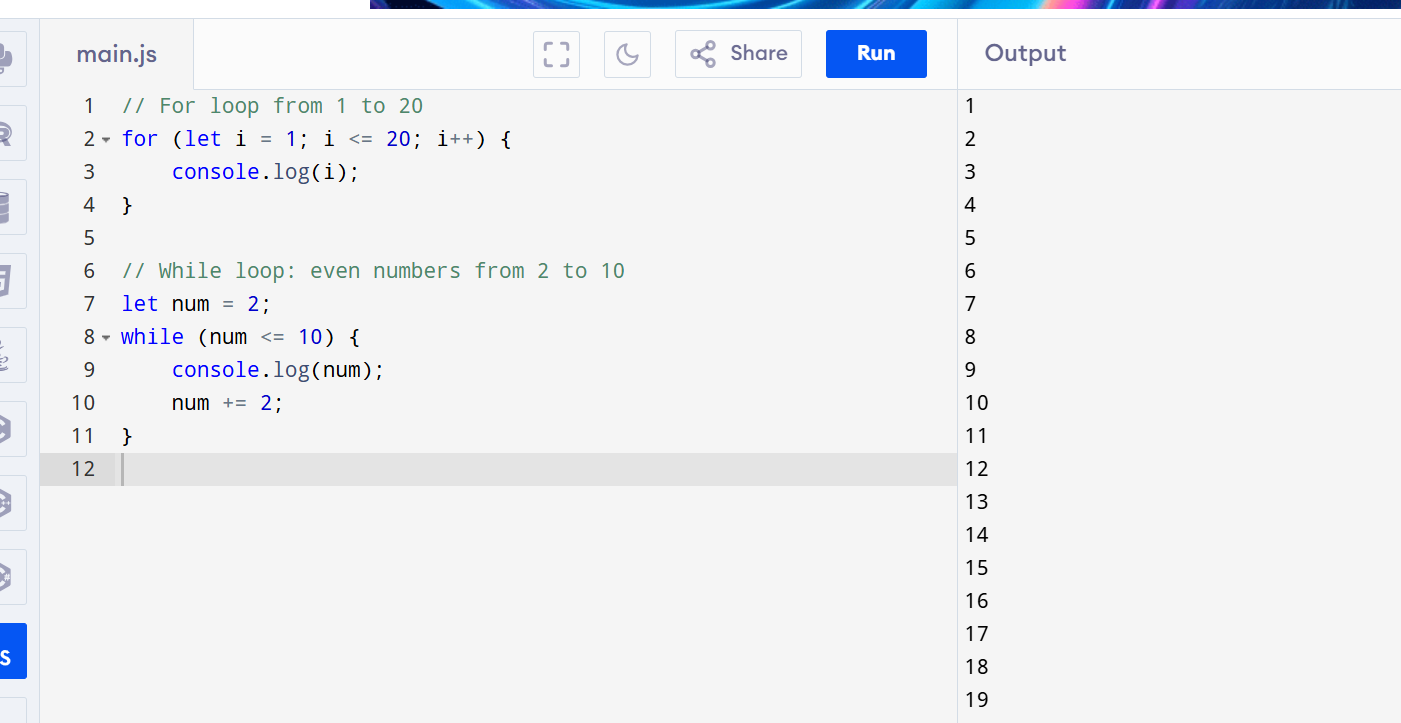 main.js
Share
Run
Output
1 // For loop from 1 to 20
2 for (let i = 1; i <= 20; i++) {
3     console.log(i);
4 }
5
6 // While loop: even numbers from 2 to 10
7 let num = 2;
8 while (num <= 10) {
9     console.log(num);
10     num += 2;
11 }
12
1
2
3
4
5
6
7
8
9
10
11
12
13
14
15
16
17
18
19